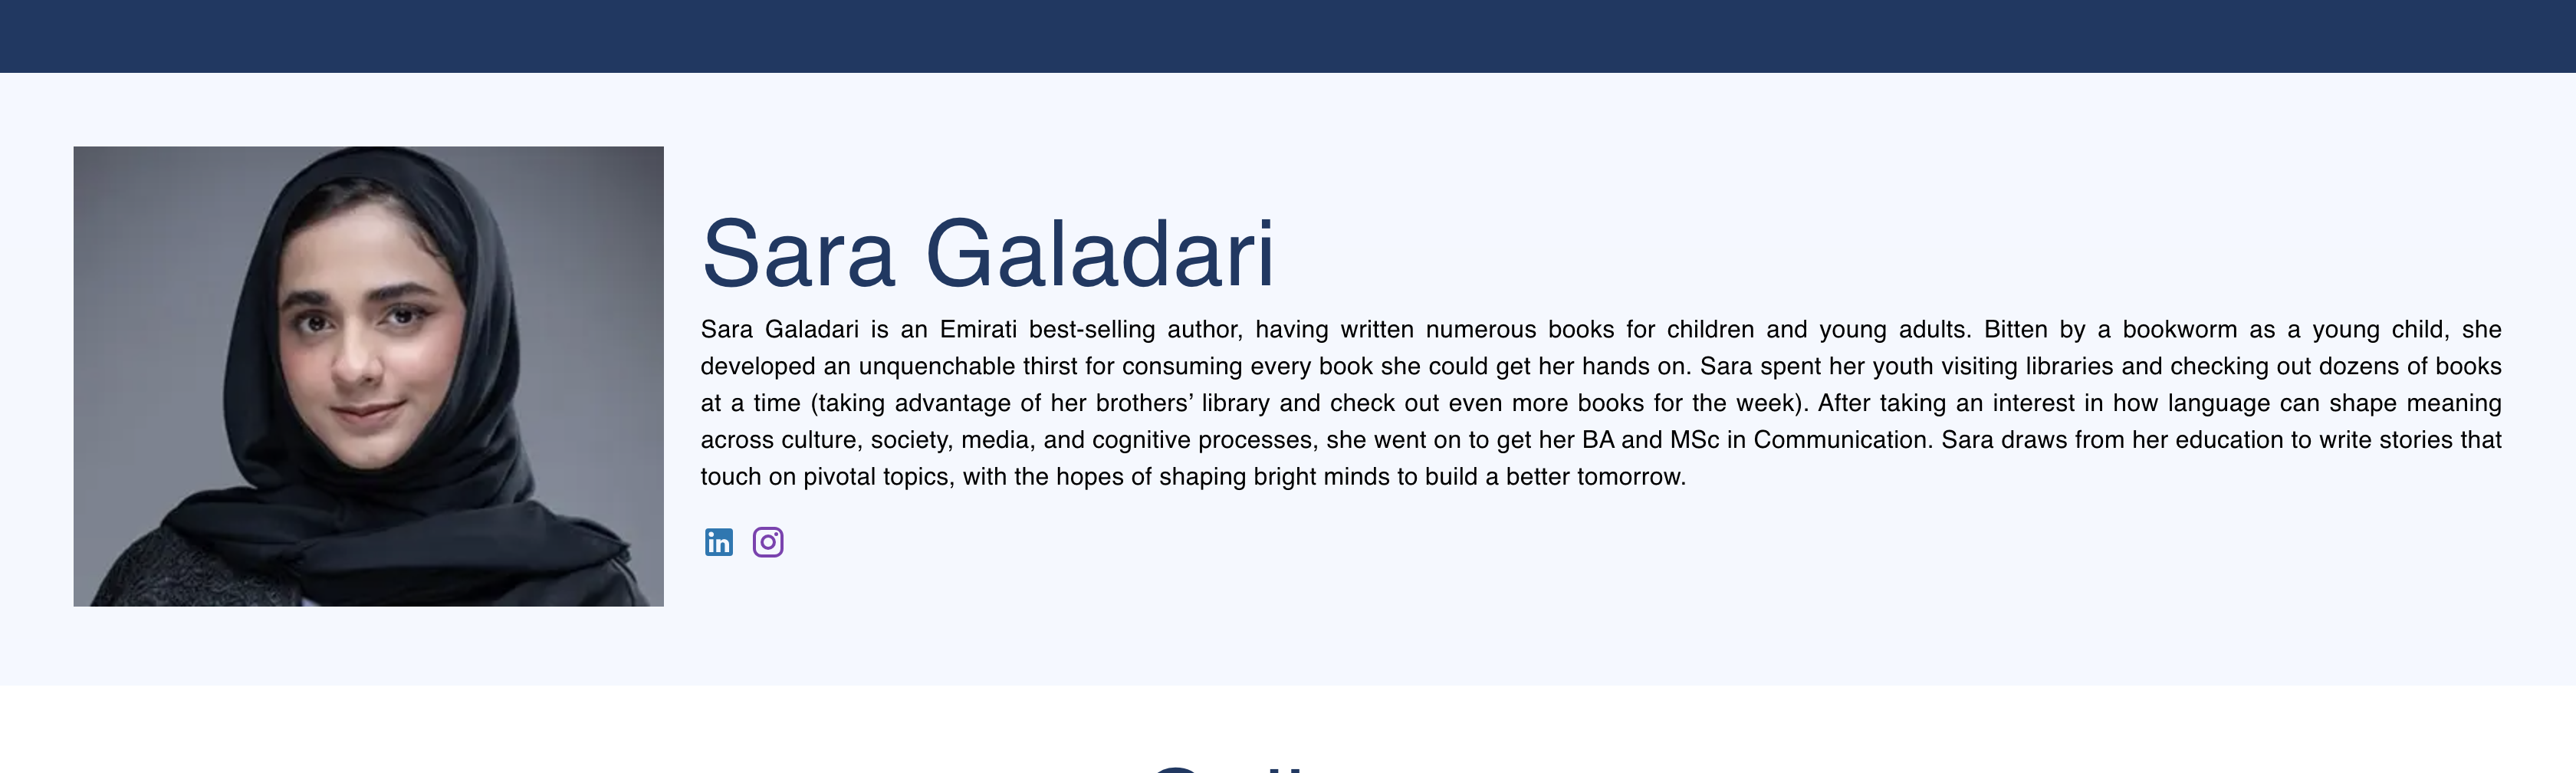 Sara Galadari
Sara Galadari is an Emirati best-selling author, having written numerous books for children and young adults. Bitten by a bookworm as a young child, she
developed an unquenchable thirst for consuming every book she could get her hands on. Sara spent her youth visiting libraries and checking out dozens of books
at a time (taking advantage of her brothers’ library and check out even more books for the week). After taking an interest in how language can shape meaning
across culture, society, media, and cognitive processes, she went on to get her BA and MSc in Communication. Sara draws from her education to write stories that
touch on pivotal topics, with the hopes of shaping bright minds to build a better tomorrow.
in